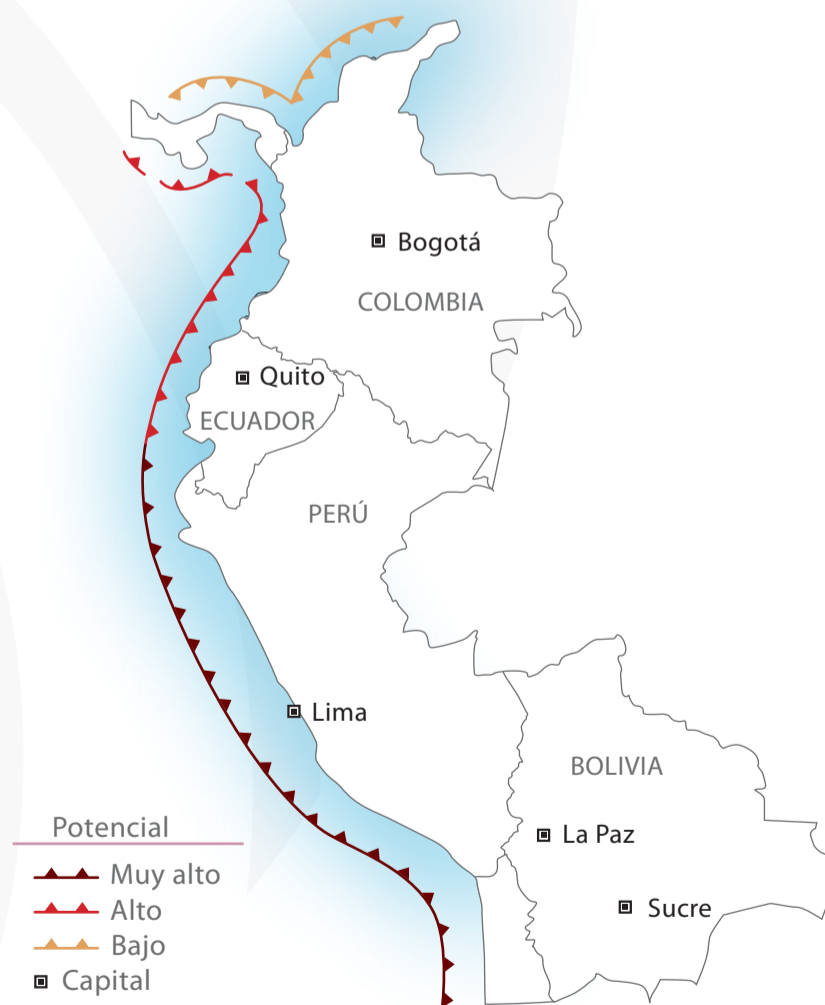 Bogotá
COLOMBIA
Quito
ECUADOR
PERÚ
Lima
BOLIVIA
La Paz
Sucre
Potencial
Muy alto
Alto
Bajo
Capital